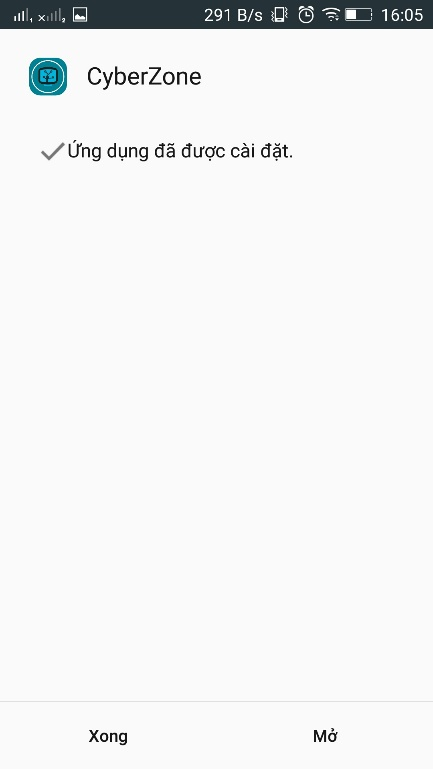 291 B/s 16:05
CyberZone
Ứng dụng đã được cài đặt.
Xong Mở